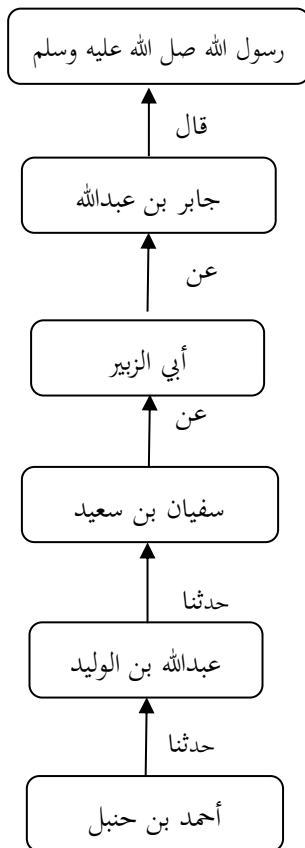 رسول الله صل الله عليه وسلم
قال
جابر بن عبدالله
عن
أبي الزبير
عن
سفيان بن سعيد
حدثنا
عبدالله بن الوليد
حدثنا
أحمد بن حنبل